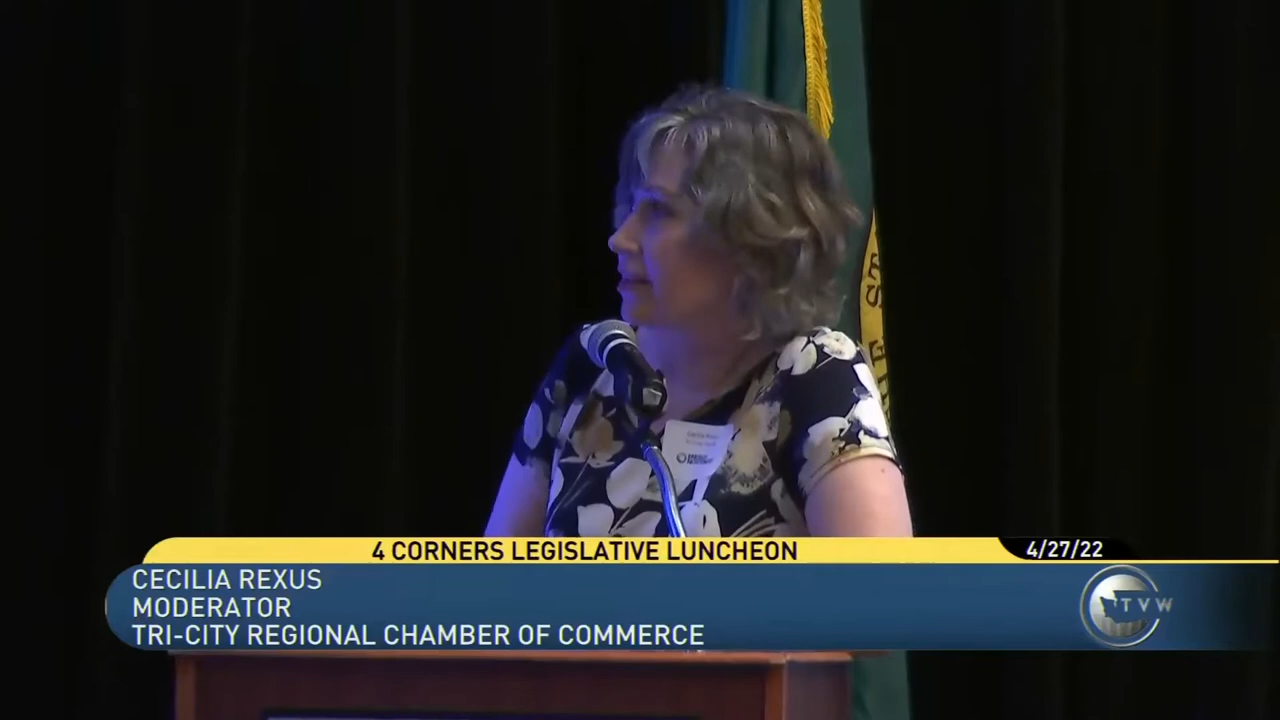 4 CORNERS LEGISLATIVE LUNCHEON
4/27/22
CECILIA REXUS
MODERATOR
TRI-CITY REGIONAL CHAMBER OF COMMERCE
TVW